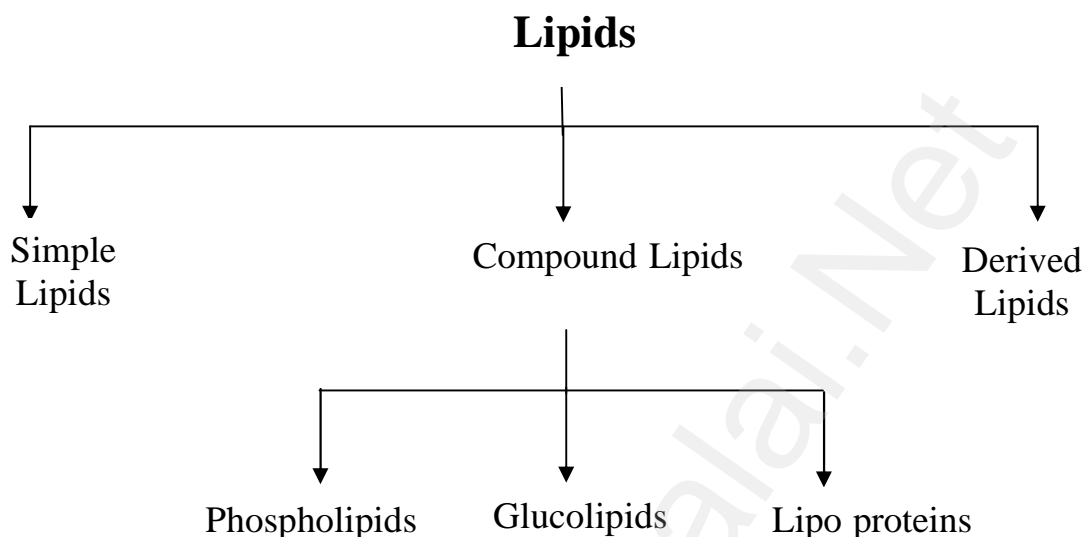 Lipids
Simple
Lipids
Compound Lipids
Derived
Lipids
Phospholipids
Glucolipids
Lipo proteins